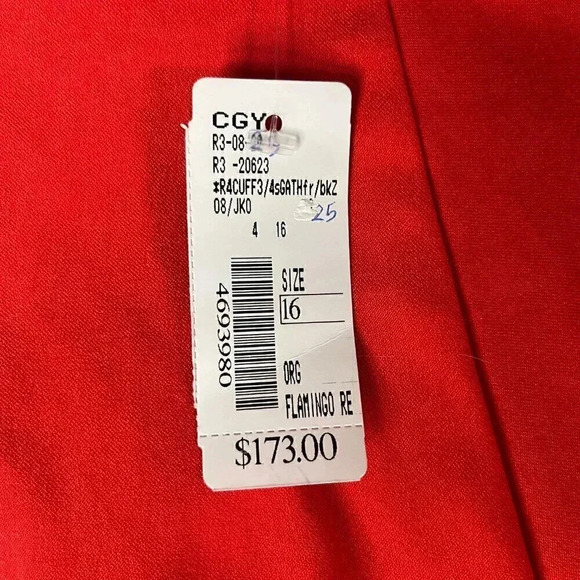 CGY
R3-08-
R3 -20623
*R4CUFF3/4sGATHfr/bkZ
08/JKO
25
4 16
SIZE
16
4693980
ORG
FLAMINGO RE
$173.00